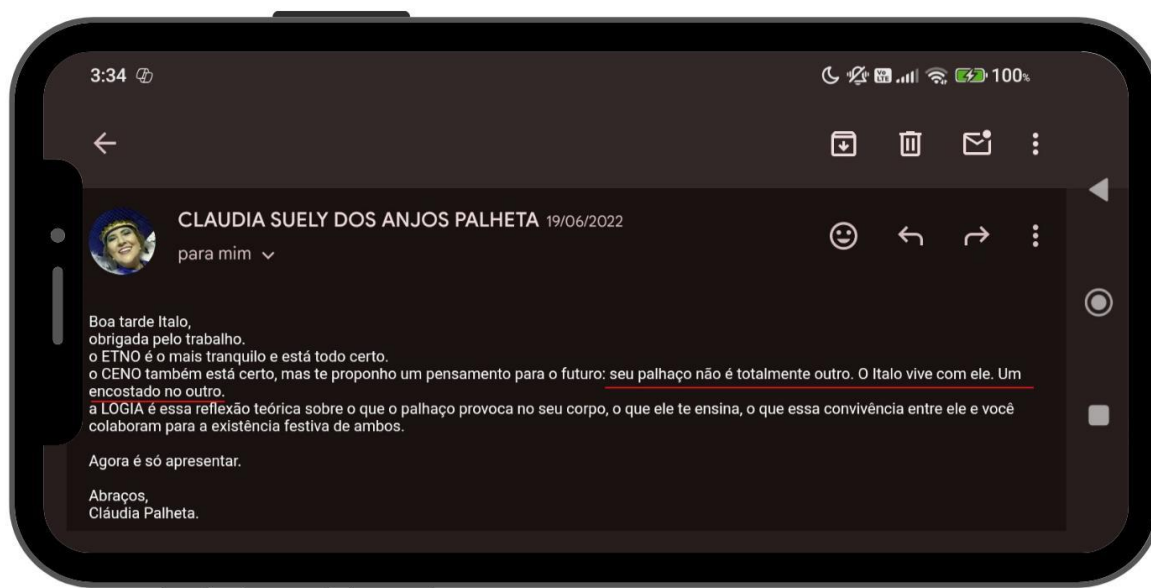 3:34
Vo LTE 100%
CLAUDIA SUELY DOS ANJOS PALHETA 19/06/2022
para mim
Boa tarde Italo,
obrigada pelo trabalho.
o ETNO é o mais tranquilo e está todo certo.
o CENO também está certo, mas te proponho um pensamento para o futuro: seu palhaço não é totalmente outro. O Italo vive com ele. Um
encostado no outro.
a LOGIA é essa reflexão teórica sobre o que o palhaço provoca no seu corpo, o que ele te ensina, o que essa convivência entre ele e você
colaboram para a existência festiva de ambos.
Agora é só apresentar.
Abraços,
Cláudia Palheta.